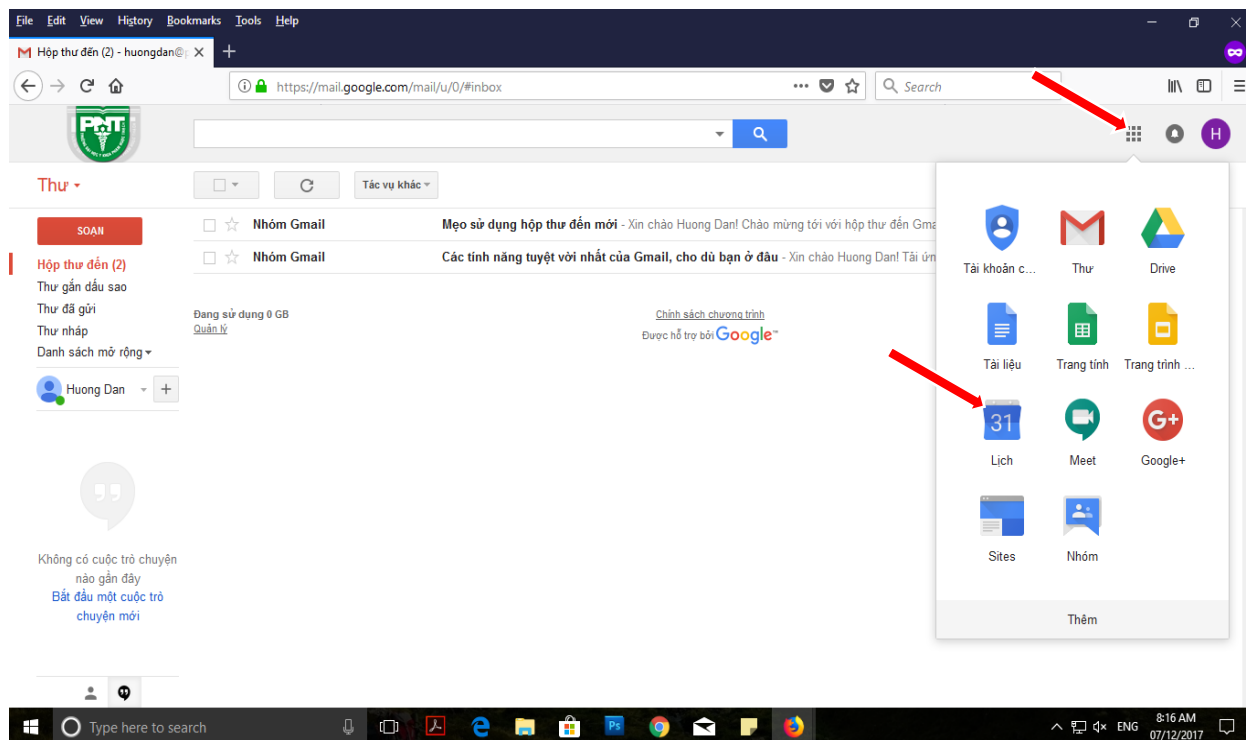 File Edit View History Bookmarks Tools Help
Hộp thư đến (2) - huongdan@
https://mail.google.com/mail/u/0/#inbox
Search
PNT
H
Thư
Tác vụ khác
SOẠN
Nhóm Gmail Mẹo sử dụng hộp thư đến mới - Xin chào Huong Dan! Chào mừng tới với hộp thư đến Gma
Nhóm Gmail Các tính năng tuyệt vời nhất của Gmail, cho dù bạn ở đâu - Xin chào Huong Dan! Tải ứn
Hộp thư đến (2)
Thư gắn dấu sao
Thư đã gửi
Thư nháp
Danh sách mở rộng
Huong Dan
Đang sử dụng 0 GB
Quản lý
Chính sách chương trình
Được hỗ trợ bởi Google™
Không có cuộc trò chuyện
nào gần đây
Bắt đầu một cuộc trò
chuyện mới
Tài khoản c...
Thư
Drive
Tài liệu
Trang tính
Trang trình ...
31
G+
Lịch
Meet
Google+
Sites
Nhóm
Thêm
Type here to search
Ps
ENG
8:16 AM
07/12/2017